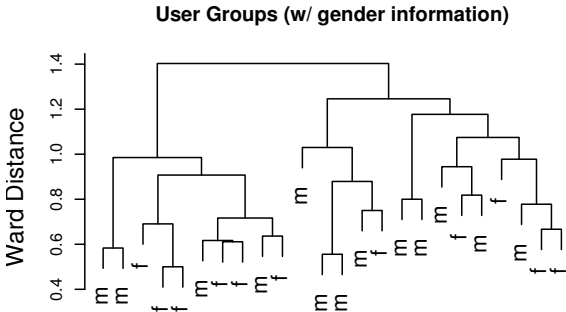 User Groups (w/ gender information)
Ward Distance
1.4
1.2
1.0
0.8
0.6
0.4
m m f f f m f f m f m m m m f m m m f m f m f f